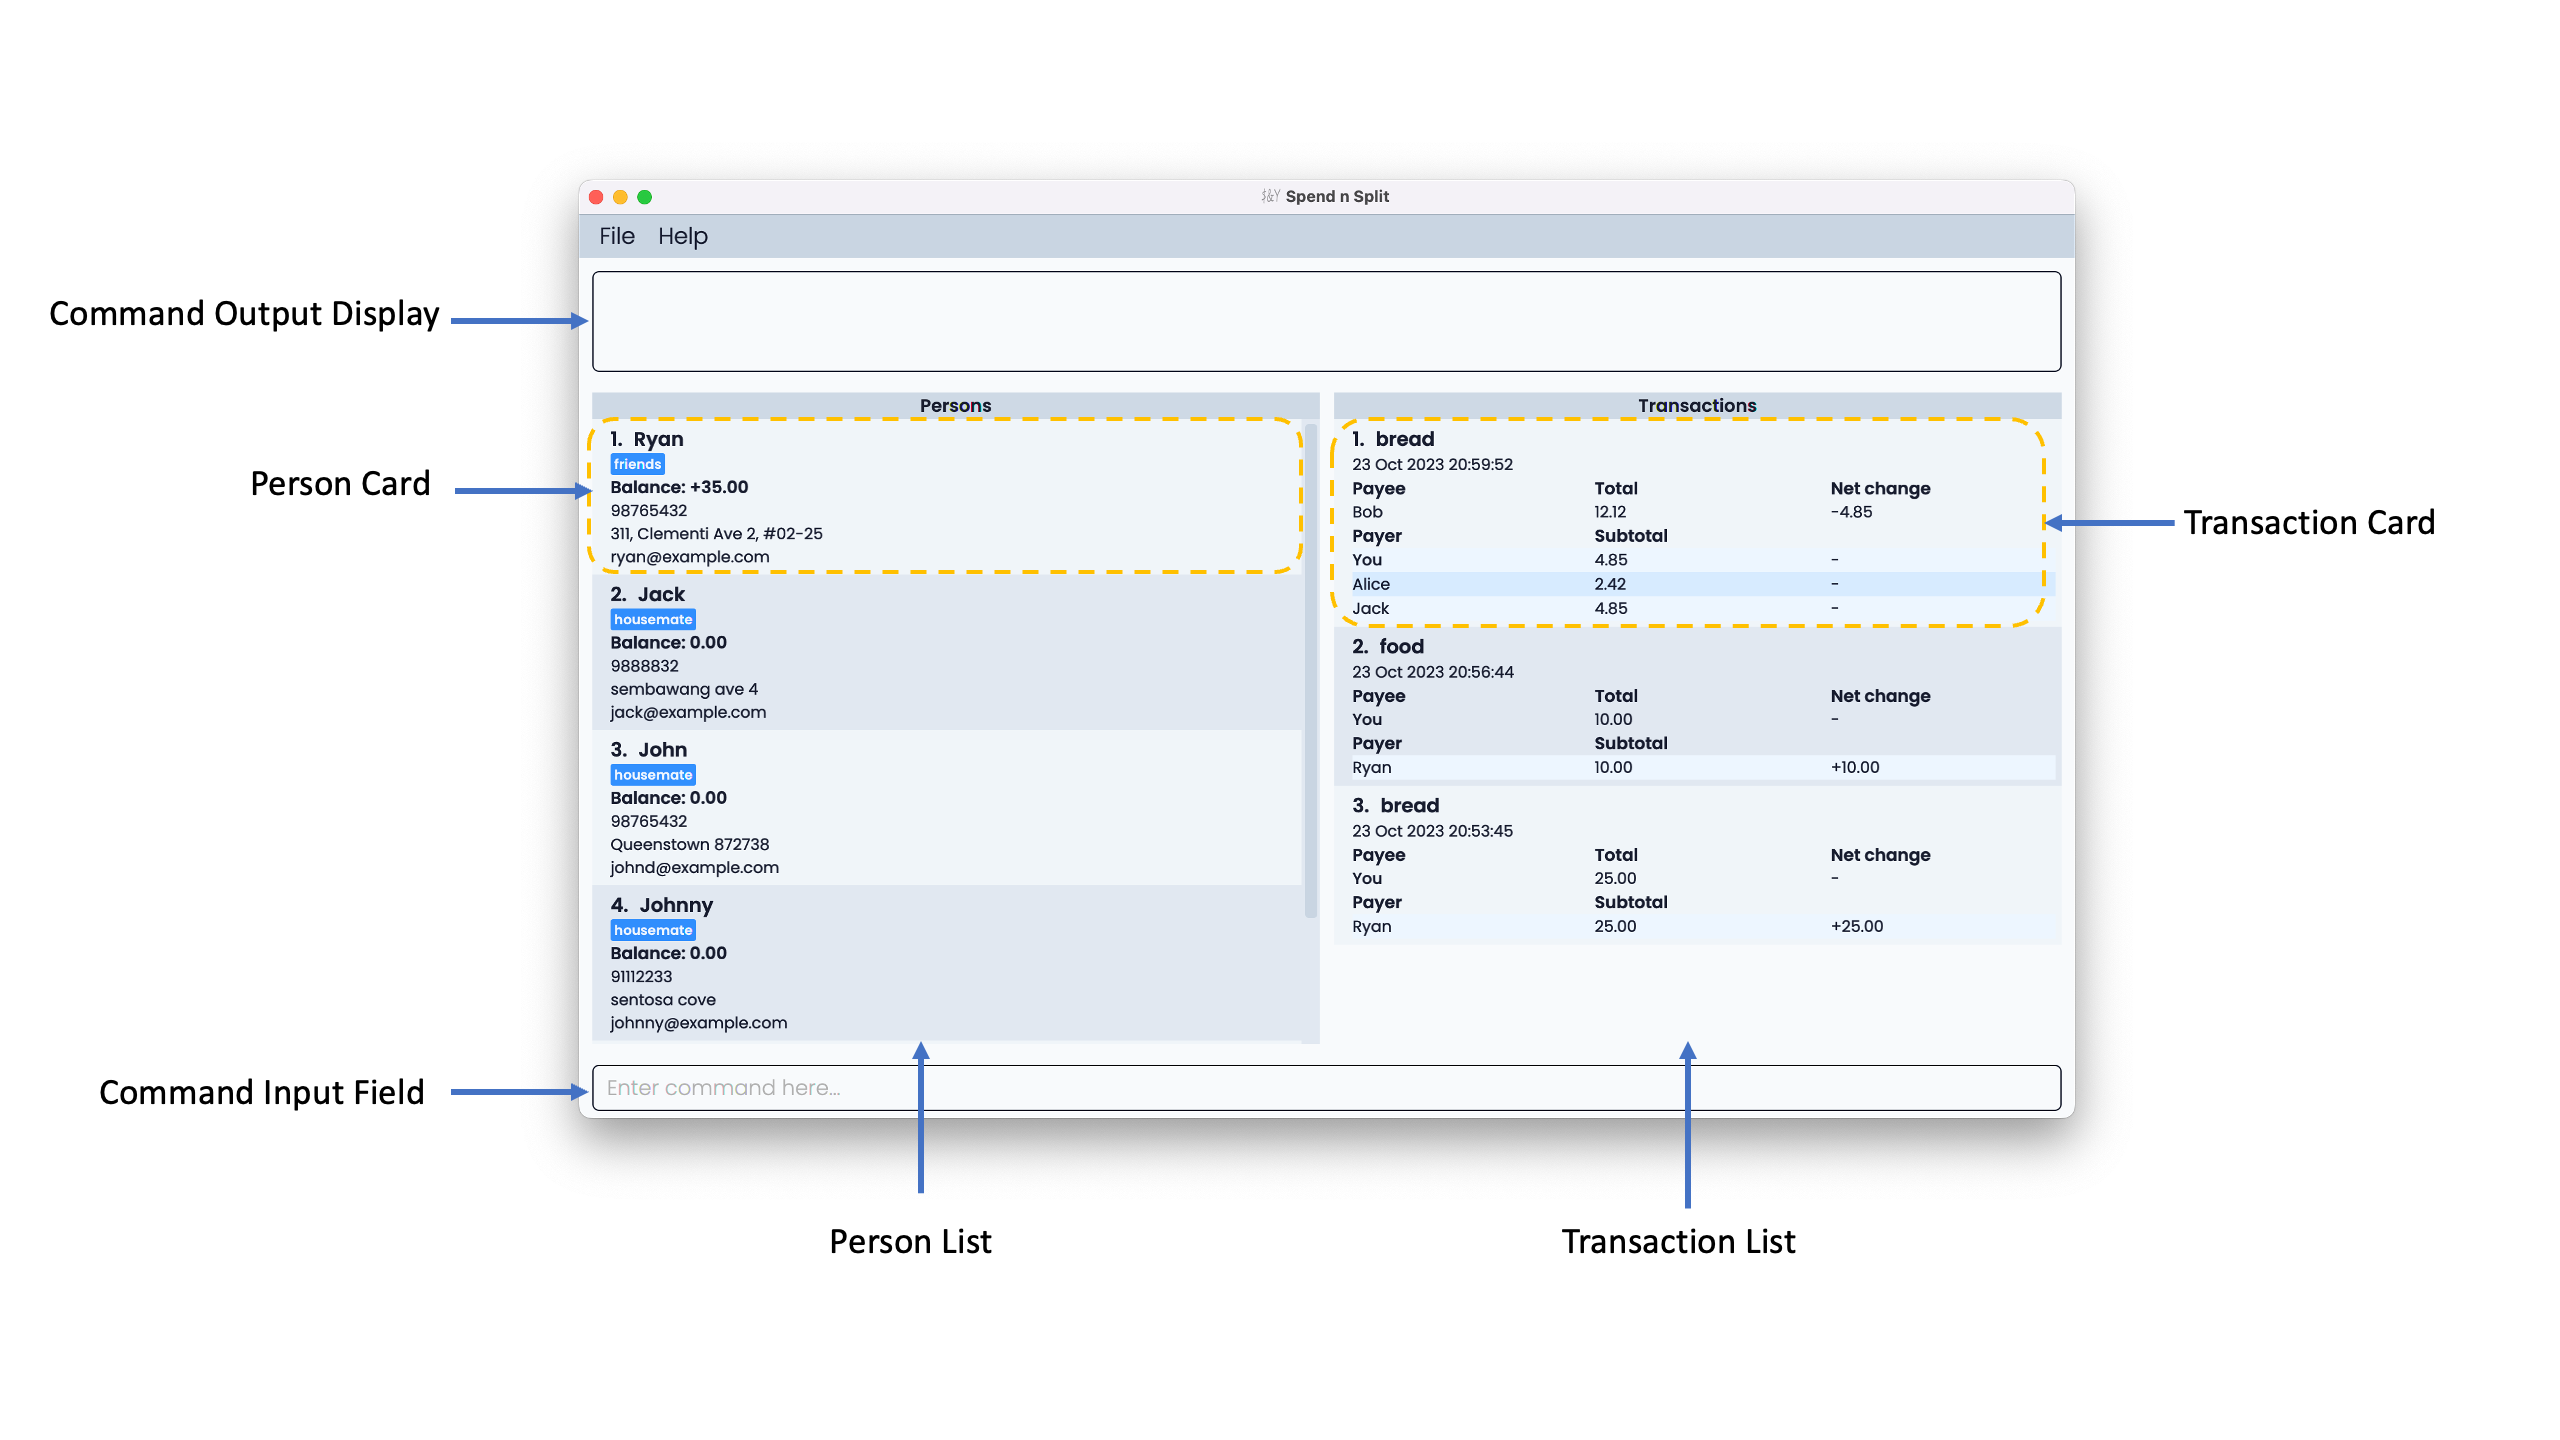 Spend n Split
File Help
Command Output Display
Persons
1. Ryan
friends
Balance: +35.00
98765432
311, Clementi Ave 2, #02-25
ryan@example.com
Person Card
2. Jack
housemate
Balance: 0.00
9888832
sembawang ave 4
jack@example.com
3. John
housemate
Balance: 0.00
98765432
Queenstown 872738
johnd@example.com
4. Johnny
housemate
Balance: 0.00
91112233
sentosa cove
johnny@example.com
Transactions
1. bread
23 Oct 2023 20:59:52
Payee Total Net change
Bob 12.12 -4.85
Payer Subtotal
You 4.85 -
Alice 2.42 -
Jack 4.85 -
Transaction Card
2. food
23 Oct 2023 20:56:44
Payee Total Net change
You 10.00 -
Payer Subtotal
Ryan 10.00 +10.00
3. bread
23 Oct 2023 20:53:45
Payee Total Net change
You 25.00 -
Payer Subtotal
Ryan 25.00 +25.00
Command Input Field
Enter command here...
Person List
Transaction List